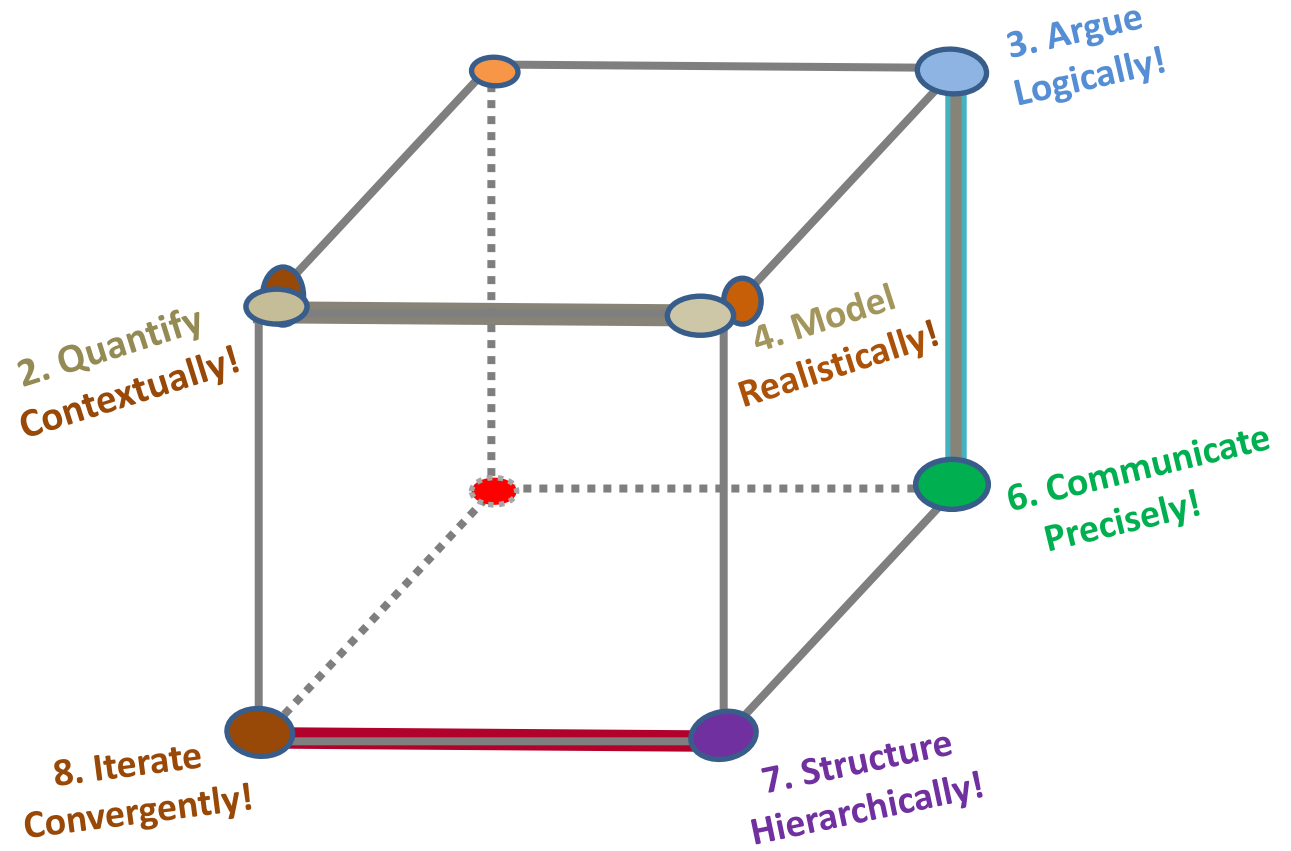 3. Argue
Logically!
2. Quantify
Contextually!
4. Model
Realistically!
6. Communicate
Precisely!
8. Iterate
Convergently!
7. Structure
Hierarchically!